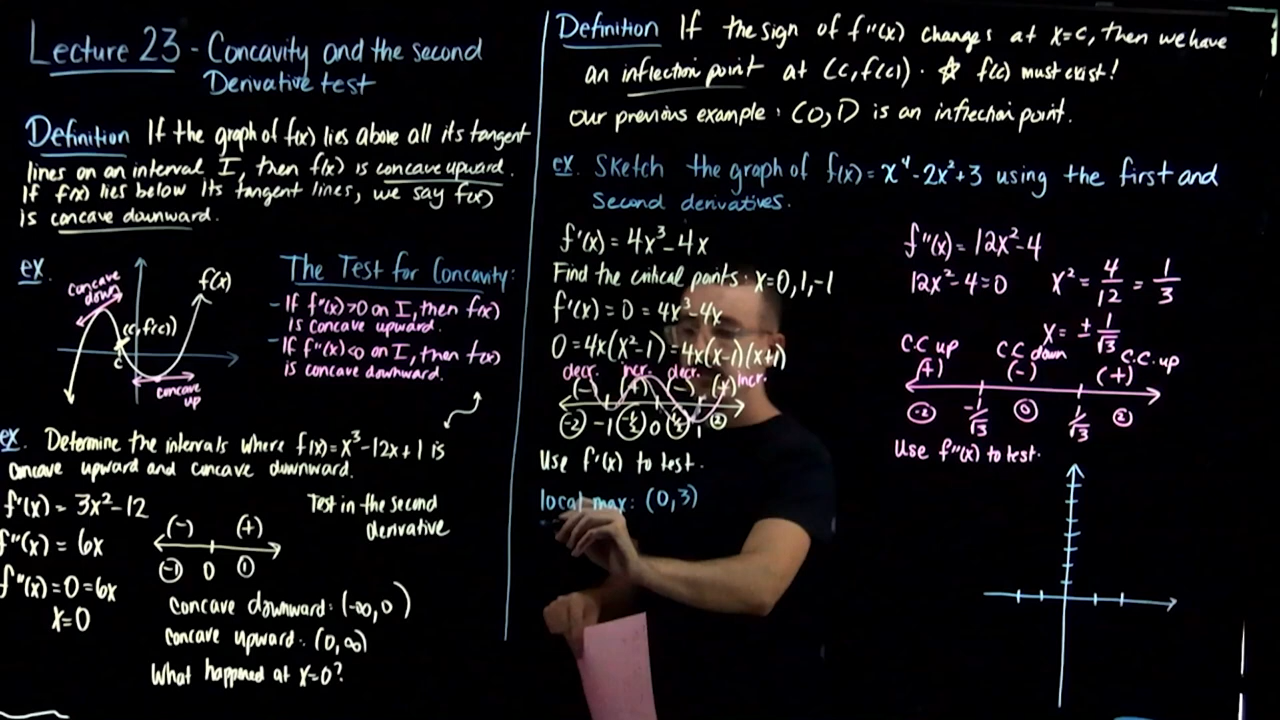 Lecture 23 - Concavity and the second
Derivative test
Definition If the graph of f(x) lies above all its tangent
lines on an interval I, then f(x) is concave upward.
If f(x) lies below its tangent lines, we say f(x)
is concave downward.
ex.
concave
down
f(x)
(c, f(c))
c
concave
up
The Test for Concavity:
- If f"(x)>0 on I, then f(x)
is concave upward.
- If f"(x)<0 on I, then f(x)
is concave downward.
ex. Determine the intervals where f(x)=x³-12x+1 is
concave upward and concave downward.
f'(x) = 3x²-12
f"(x) = 6x
f"(x)=0=6x
x=0
(-) (+)
-1 0 1
Test in the second
derivative
Concave downward: (-∞, 0)
Concave upward: (0, ∞)
What happened at x=0?
Definition If the sign of f"(x) changes at x=c, then we have
an inflection point at (c, f(c)). ☆ f(c) must exist!
Our previous example: (0,1) is an inflection point.
ex. Sketch the graph of f(x)=x⁴-2x²+3 using the first and
Second derivatives.
f'(x) = 4x³-4x
Find the critical points: x=0,1,-1
f'(x) = 0 = 4x³-4x
0=4x(x²-1)=4x(x-1)(x+1)
decr. incr. decr. incr.
(-) (+) (-) (+)
-2 -1 -½ 0 ½ 1 2
Use f'(x) to test.
local max: (0,3)
f"(x)=12x²-4
12x²-4=0 x² = 4/12 = 1/3
x= ± 1/√3
C.C. up C.C. down C.C. up
(+) (-) (+)
-2 -1/√3 0 1/√3 2
Use f"(x) to test.